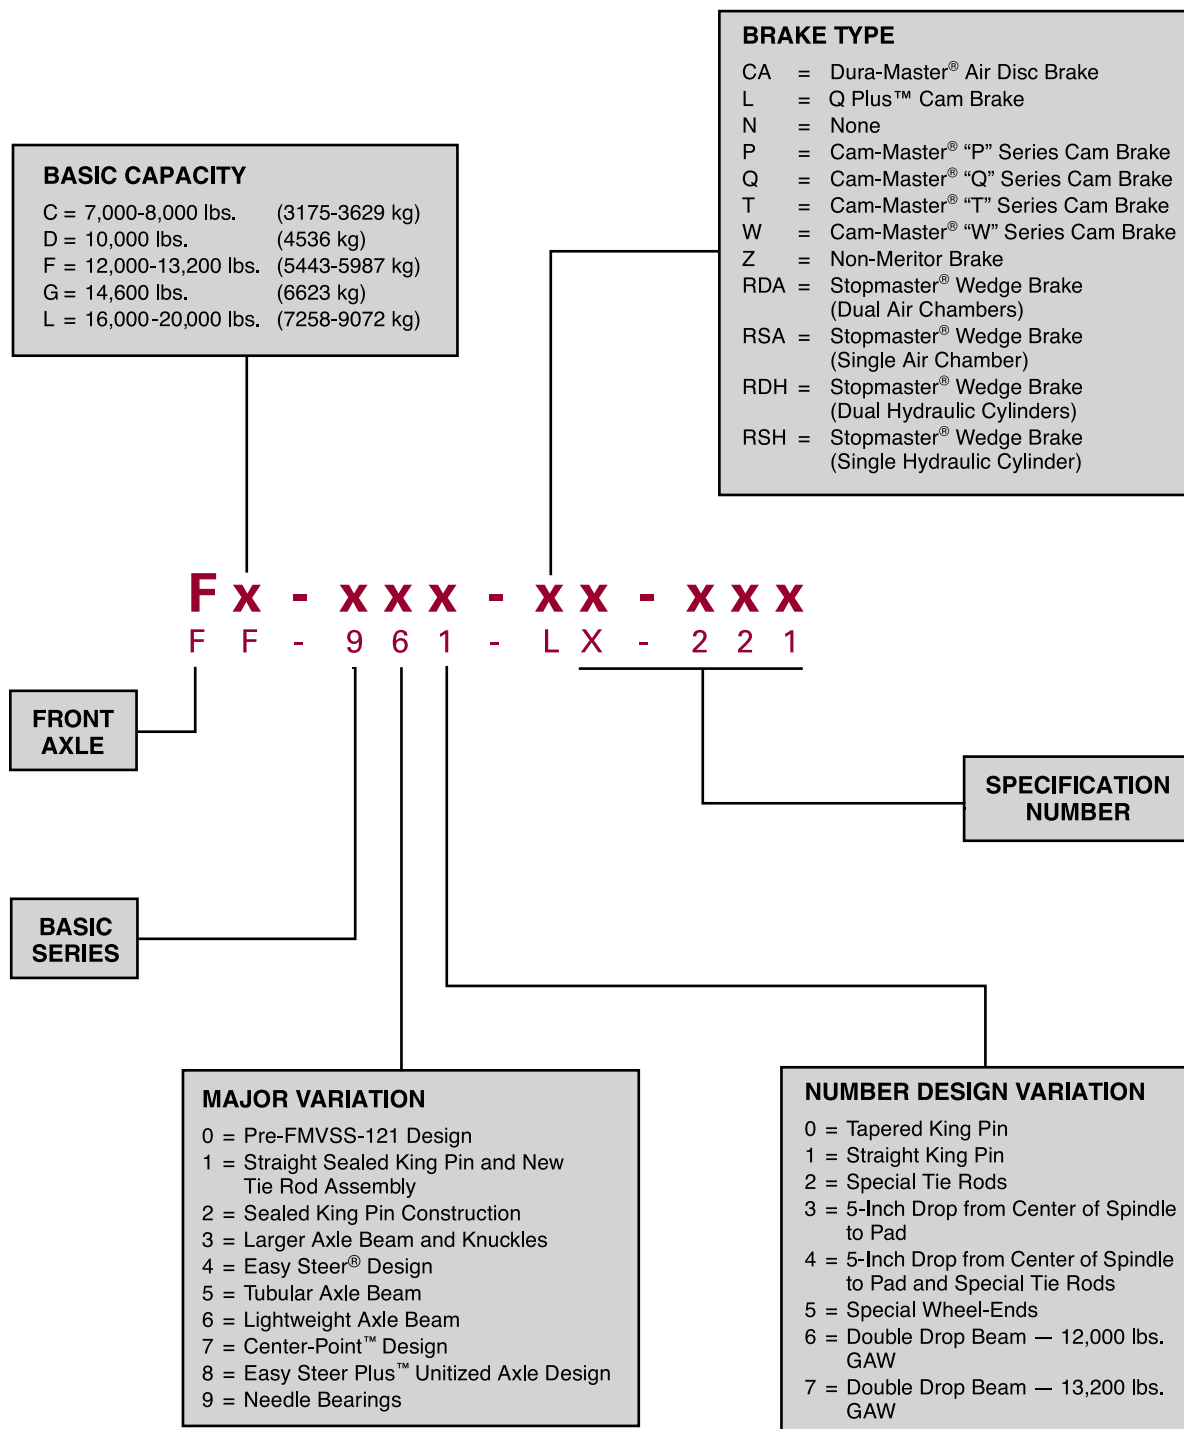 BRAKE TYPE
CA = Dura-Master® Air Disc Brake
L = Q Plus™ Cam Brake
N = None
P = Cam-Master® “P” Series Cam Brake
Q = Cam-Master® “Q” Series Cam Brake
T = Cam-Master® “T” Series Cam Brake
W = Cam-Master® “W” Series Cam Brake
Z = Non-Meritor Brake
RDA = Stopmaster® Wedge Brake
(Dual Air Chambers)
RSA = Stopmaster® Wedge Brake
(Single Air Chamber)
RDH = Stopmaster® Wedge Brake
(Dual Hydraulic Cylinders)
RSH = Stopmaster® Wedge Brake
(Single Hydraulic Cylinder)
BASIC CAPACITY
C = 7,000-8,000 lbs. (3175-3629 kg)
D = 10,000 lbs. (4536 kg)
F = 12,000-13,200 lbs. (5443-5987 kg)
G = 14,600 lbs. (6623 kg)
L = 16,000-20,000 lbs. (7258-9072 kg)
F x - x x x - x x - x x x
F F - 9 6 1 - L X - 2 2 1
FRONT
AXLE
SPECIFICATION
NUMBER
BASIC
SERIES
MAJOR VARIATION
0 = Pre-FMVSS-121 Design
1 = Straight Sealed King Pin and New
Tie Rod Assembly
2 = Sealed King Pin Construction
3 = Larger Axle Beam and Knuckles
4 = Easy Steer® Design
5 = Tubular Axle Beam
6 = Lightweight Axle Beam
7 = Center-Point™ Design
8 = Easy Steer Plus™ Unitized Axle Design
9 = Needle Bearings
NUMBER DESIGN VARIATION
0 = Tapered King Pin
1 = Straight King Pin
2 = Special Tie Rods
3 = 5-Inch Drop from Center of Spindle
to Pad
4 = 5-Inch Drop from Center of Spindle
to Pad and Special Tie Rods
5 = Special Wheel-Ends
6 = Double Drop Beam — 12,000 lbs.
GAW
7 = Double Drop Beam — 13,200 lbs.
GAW